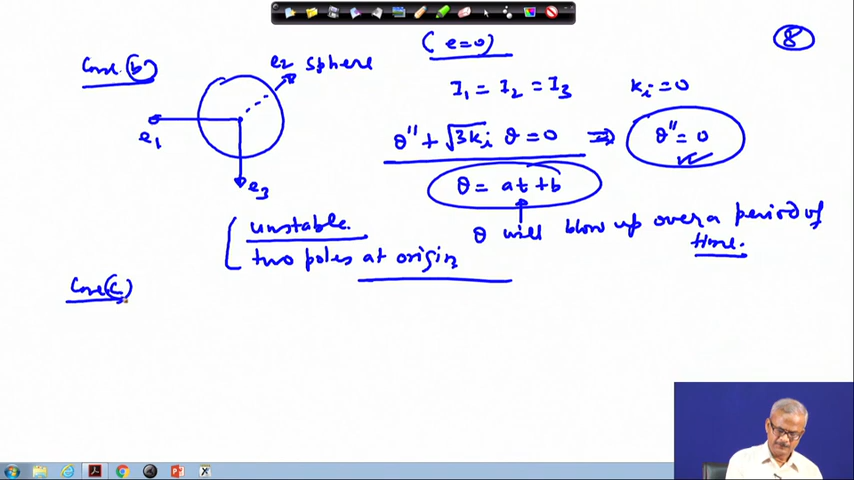 (e=0)
8
Case (b)
e2 sphere
I1 = I2 = I3
ki=0
e1
θ'' + √3ki θ = 0 ⇒ θ'' = 0
e3
θ = at + b
unstable
θ will blow up over a period of
time.
two poles at origin
Case (c)